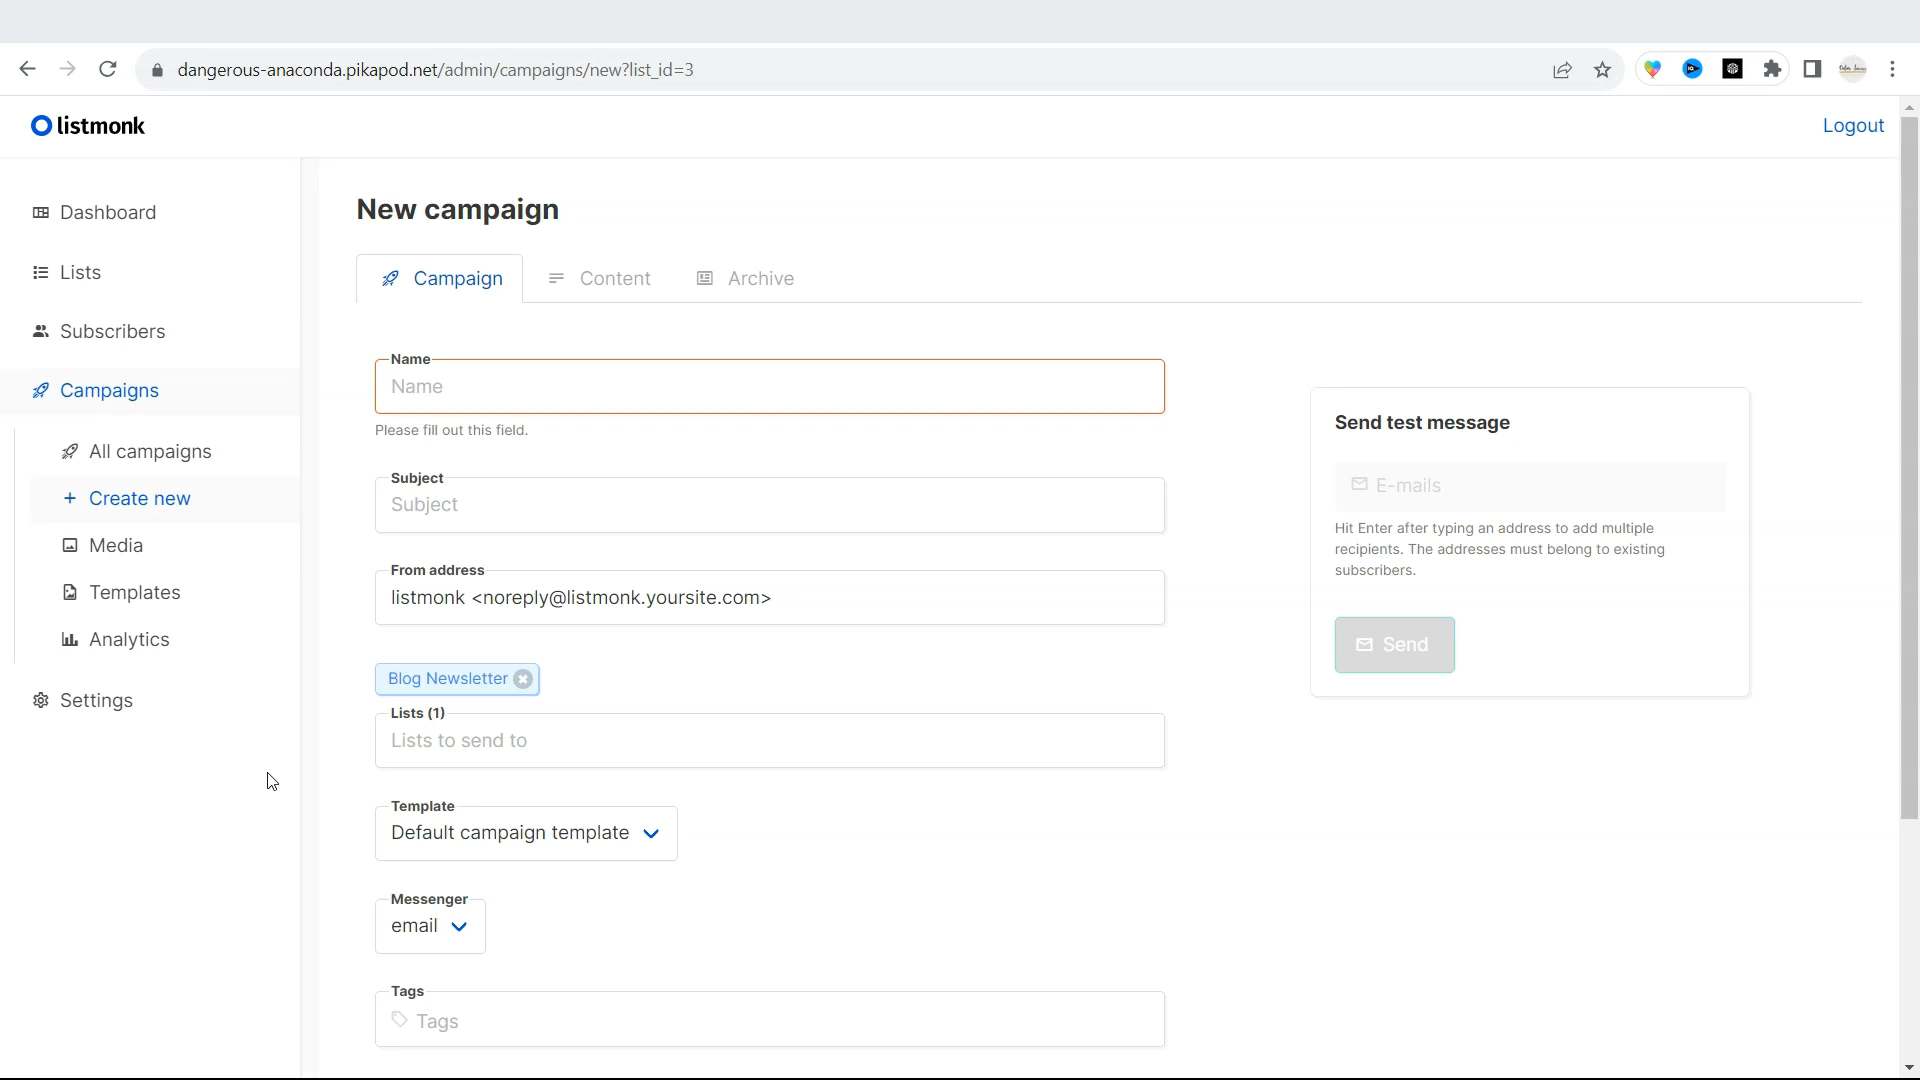 dangerous-anaconda.pikapod.net/admin/campaigns/new?list_id=3
listmonk
Logout
Dashboard
Lists
Subscribers
Campaigns
All campaigns
Create new
Media
Templates
Analytics
Settings
New campaign
Campaign
Content
Archive
Name
Name
Please fill out this field.
Subject
Subject
From address
listmonk <noreply@listmonk.yoursite.com>
Blog Newsletter
Lists (1)
Lists to send to
Template
Default campaign template
Messenger
email
Tags
Tags
Send test message
E-mails
Hit Enter after typing an address to add multiple
recipients. The addresses must belong to existing
subscribers.
Send